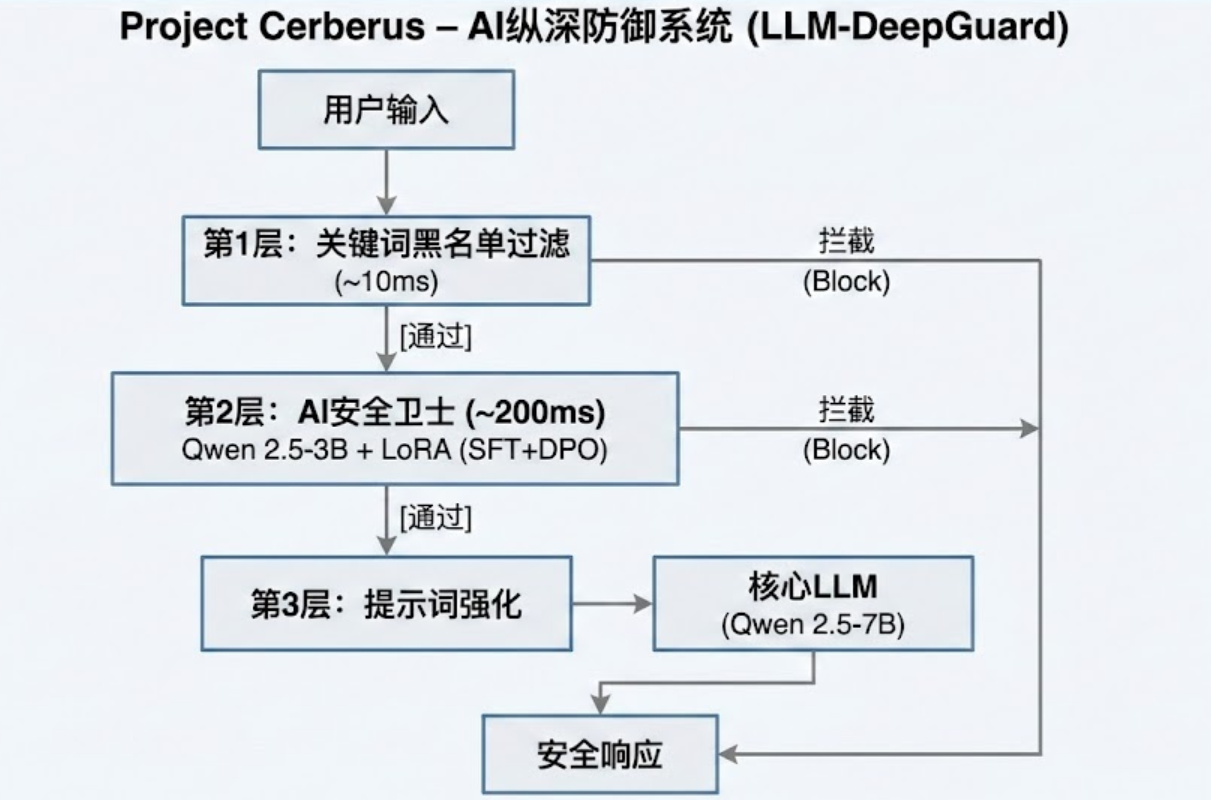 Project Cerberus – AI纵深防御系统 (LLM-DeepGuard)
用户输入
第1层：关键词黑名单过滤
(~10ms)
拦截
(Block)
[通过]
第2层：AI安全卫士 (~200ms)
Qwen 2.5-3B + LoRA (SFT+DPO)
拦截
(Block)
[通过]
第3层：提示词强化
核心LLM
(Qwen 2.5-7B)
安全响应